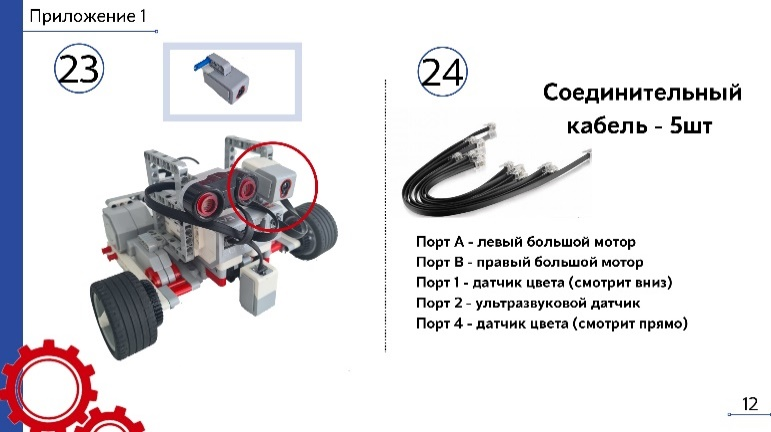 Приложение 1
23
24
Соединительный
кабель - 5шт
Порт А - левый большой мотор
Порт В - правый большой мотор
Порт 1 - датчик цвета (смотрит вниз)
Порт 2 - ультразвуковой датчик
Порт 4 - датчик цвета (смотрит прямо)
12